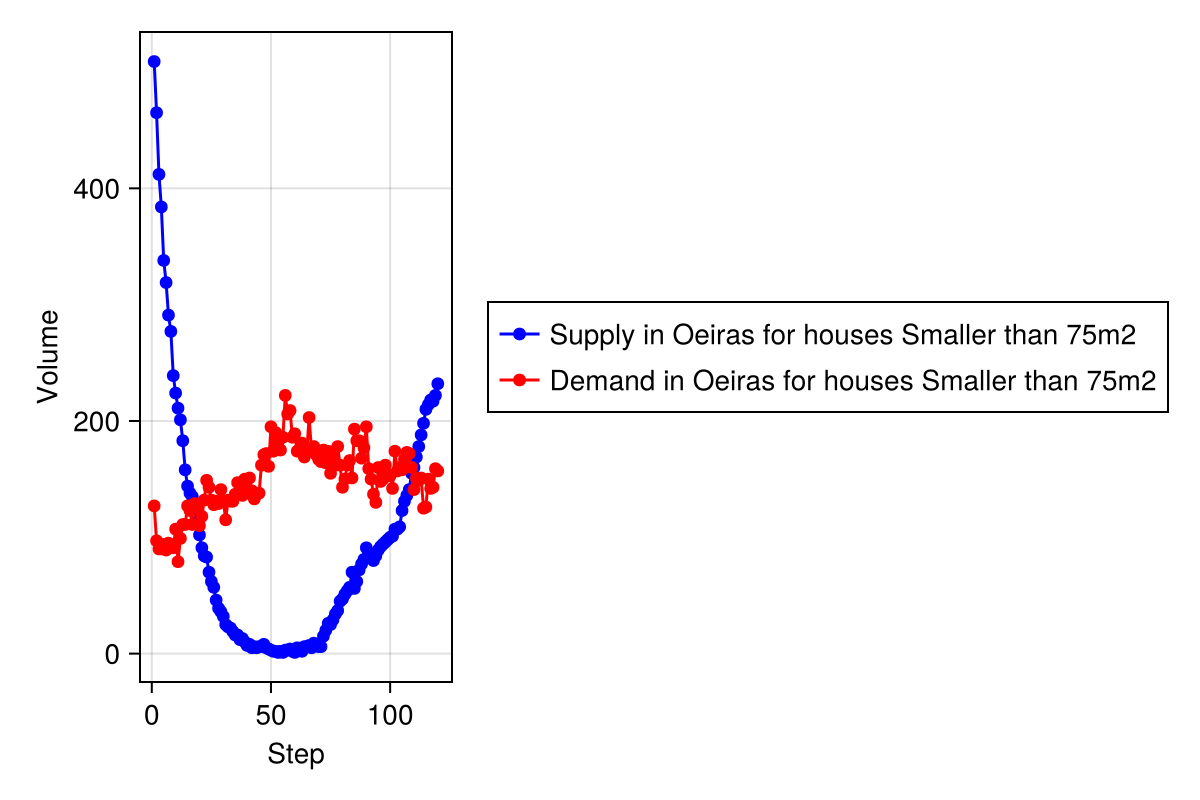 Volume
400
200
0
0 50 100
Step
Supply in Oeiras for houses Smaller than 75m2
Demand in Oeiras for houses Smaller than 75m2